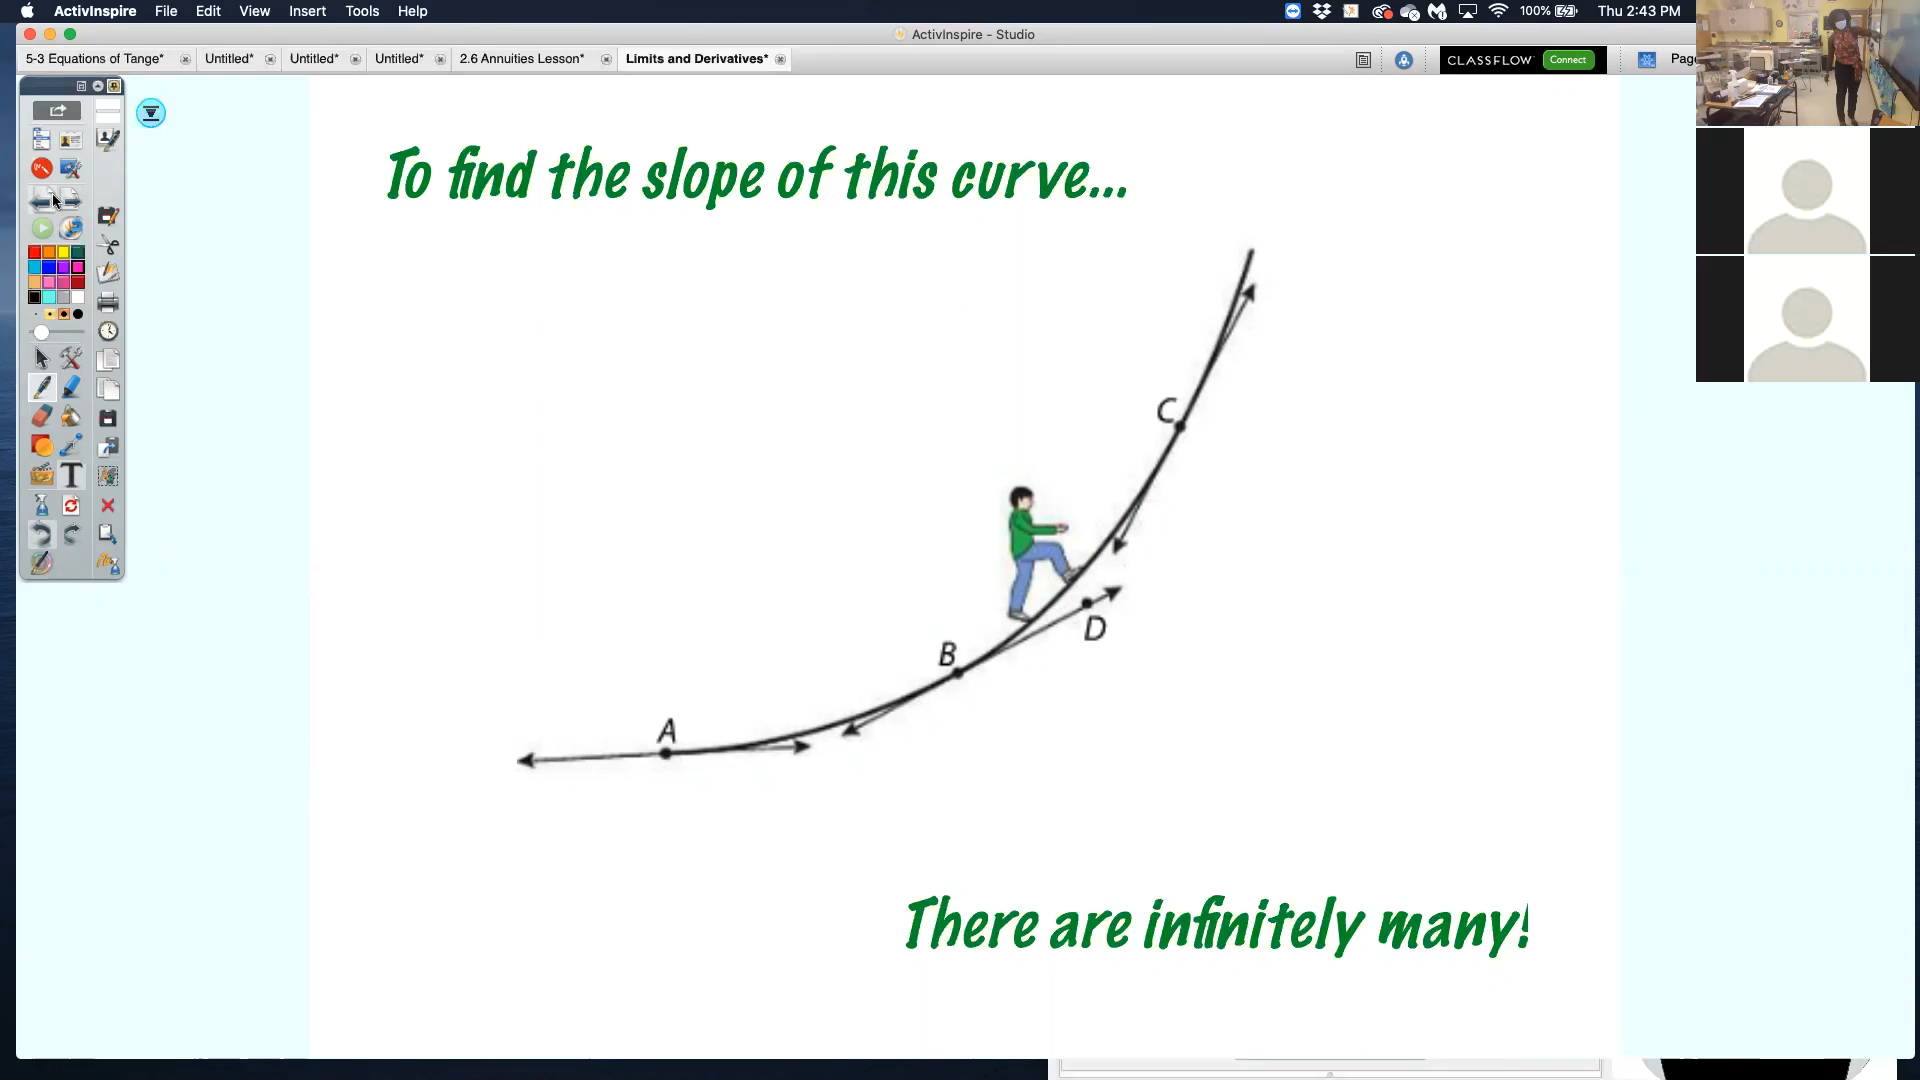 ActivInspire File Edit View Insert Tools Help
100% Thu 2:43 PM
ActivInspire - Studio
5-3 Equations of Tange* Untitled* Untitled* Untitled* 2.6 Annuities Lesson* Limits and Derivatives*
CLASSFLOW Connect Page
To find the slope of this curve...
C
D
B
A
There are infinitely many!
T